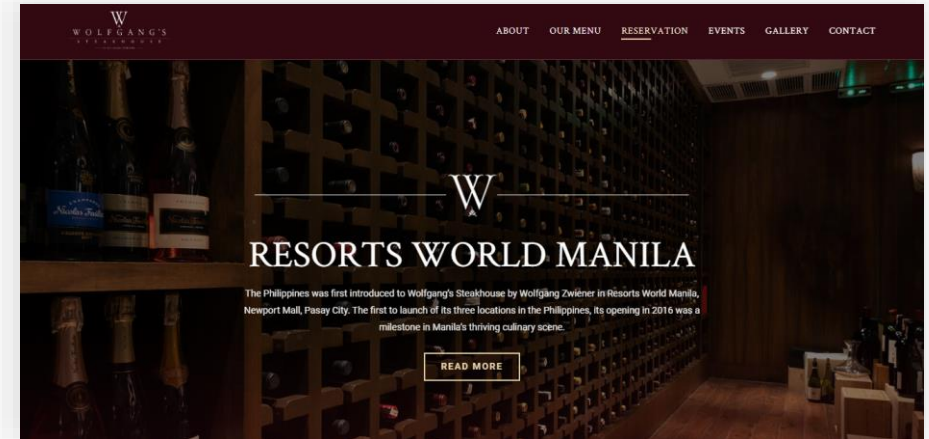 W
WOLFGANG'S
STEAKHOUSE
ABOUT OUR MENU RESERVATION EVENTS GALLERY CONTACT
W
RESORTS WORLD MANILA
The Philippines was first introduced to Wolfgang's Steakhouse by Wolfgang Zwiener in Resorts World Manila,
Newport Mall, Pasay City. The first to launch of its three locations in the Philippines, its opening in 2016 was a
milestone in Manila's thriving culinary scene.
READ MORE